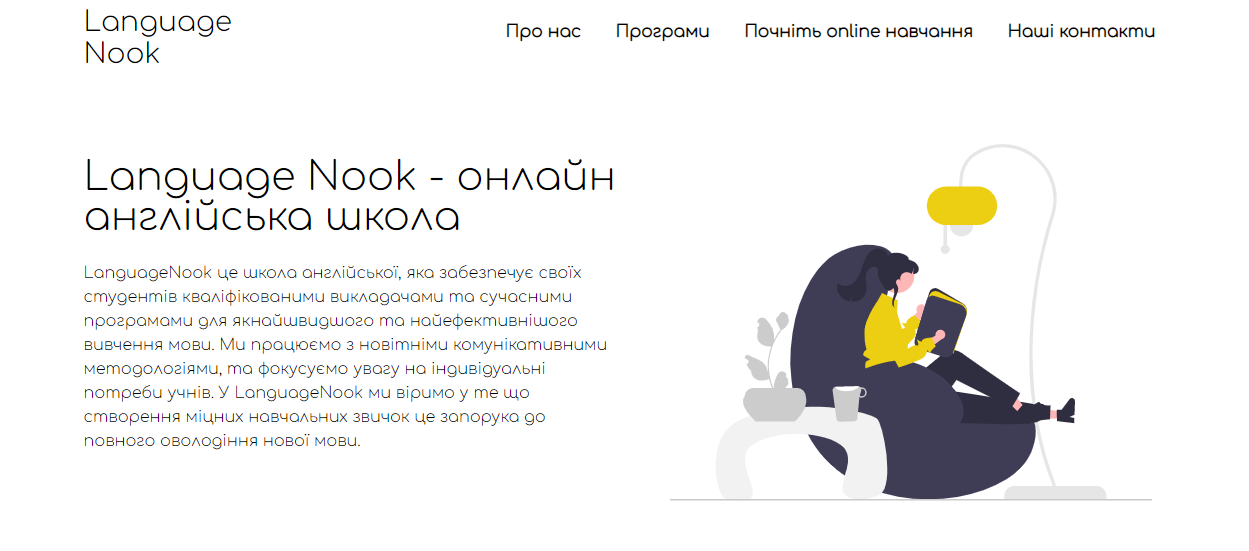 Language
Nook
Про нас Програми Почніть online навчання Наші контакти
Language Nook - онлайн
англійська школа
LanguageNook це школа англійської, яка забезпечує своїх
студентів кваліфікованими викладачами та сучасними
програмами для якнайшвидшого та найефективнішого
вивчення мови. Ми працюємо з новітніми комунікативними
методологіями, та фокусуємо увагу на індивідуальні
потреби учнів. У LanguageNook ми віримо у те що
створення міцних навчальних звичок це запорука до
повного оволодіння нової мови.